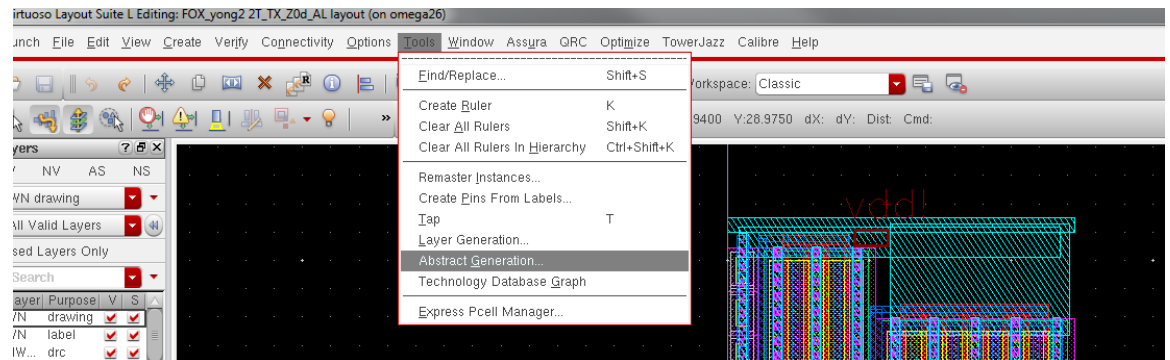 irtuoso Layout Suite L Editing: FOX_yong2 2T_TX_Z0d_AL layout (on omega26)
unch File Edit View Create Verify Connectivity Options Tools Window Assura QRC Optimize TowerJazz Calibre Help
Find/Replace... Shift+S
orkspace: Classic
Create Ruler K
Clear All Rulers Shift+K
9400 Y:28.9750 dX: dY: Dist: Cmd:
Clear All Rulers In Hierarchy Ctrl+Shift+K
yers
NV AS NS
Remaster Instances...
WN drawing
Create Pins From Labels...
Tap T
All Valid Layers
Layer Generation...
sed Layers Only
Abstract Generation...
Search
Technology Database Graph
ayer Purpose V S
Express Pcell Manager...
WN drawing
WN label
IW... drc
vdd!